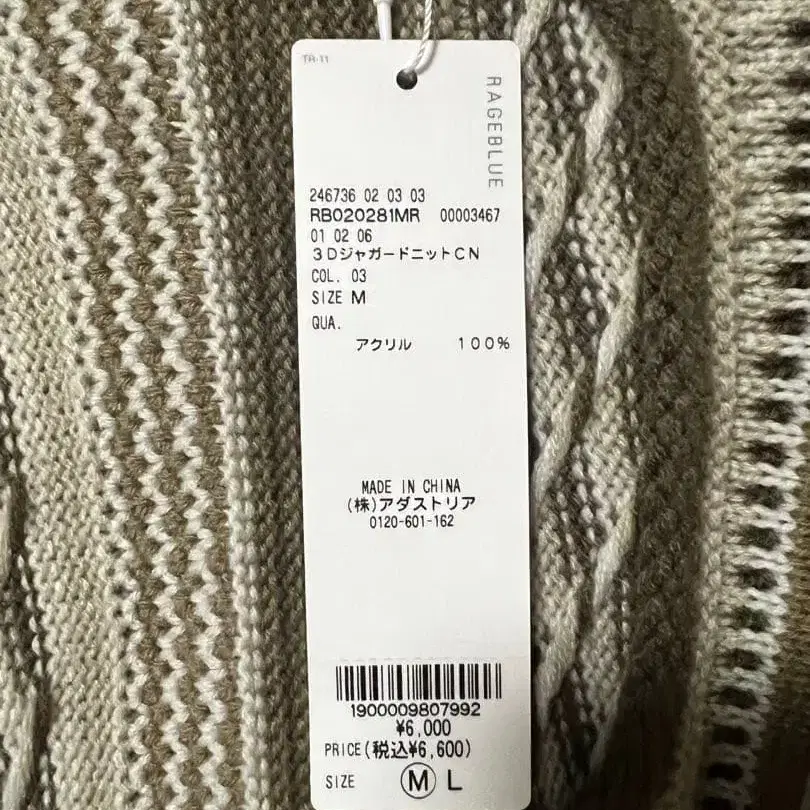 TR-11
RAGEBLUE
246736 02 03 03
RB020281MR 00003467
01 02 06
3DジャガードニットCN
COL. 03
SIZE M
QUA.
アクリル 100%
MADE IN CHINA
(株)アダストリア
0120-601-162
1900009807992
¥6,000
PRICE(税込¥6,600)
SIZE M L